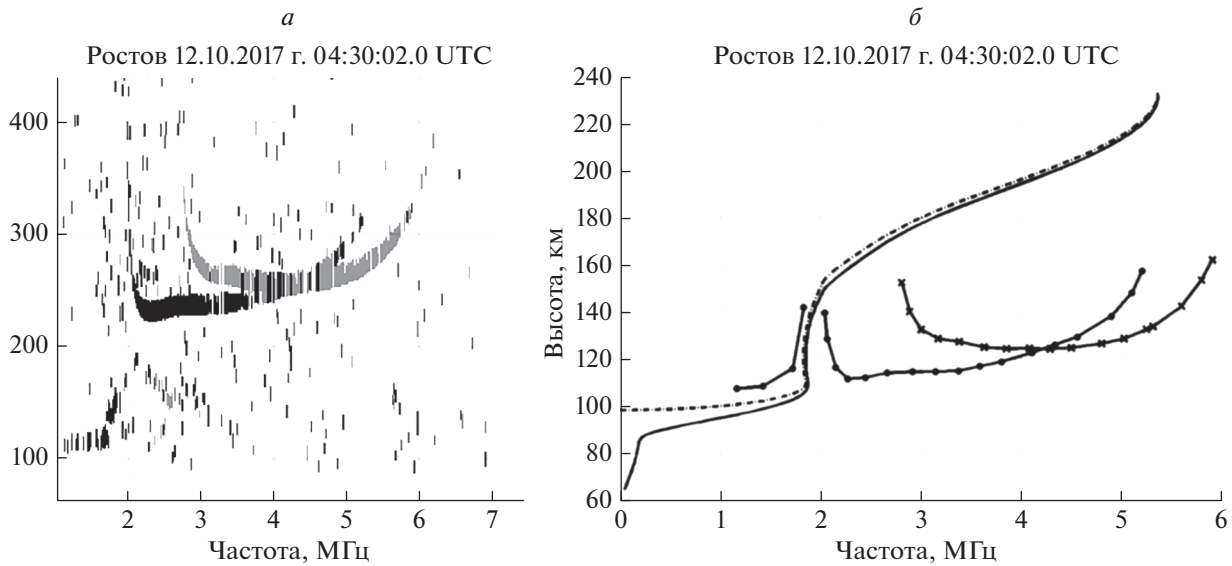 а
Ростов 12.10.2017 г. 04:30:02.0 UTC
400
300
200
100
2 3 4 5 6 7
Частота, МГц
б
Ростов 12.10.2017 г. 04:30:02.0 UTC
Высота, км
240
220
200
180
160
140
120
100
80
60
0 1 2 3 4 5 6
Частота, МГц